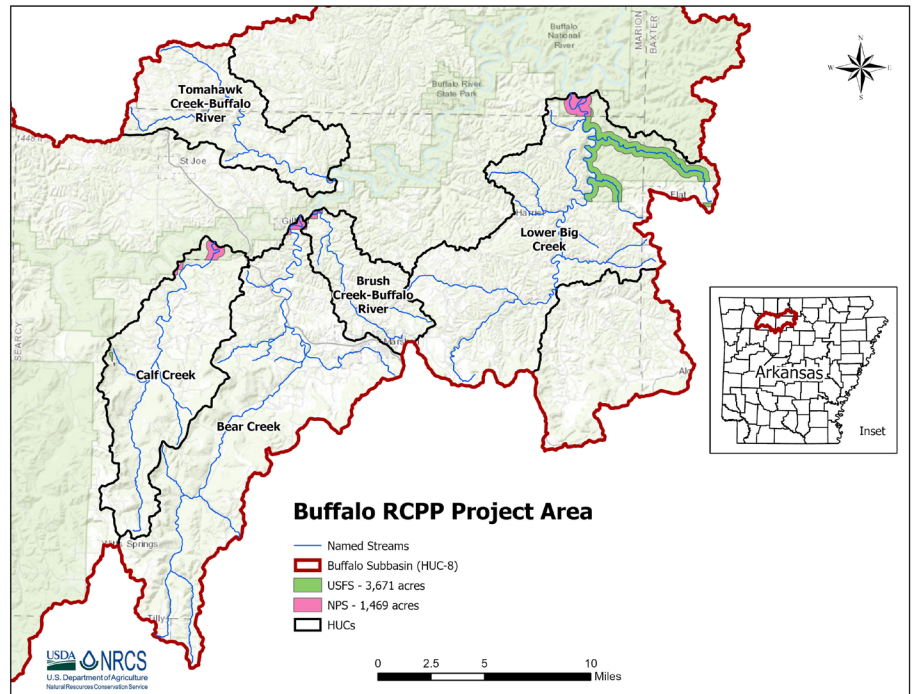 Buffalo
National
River
MARION
BAXTER
Buffalo River
State Park
N
W
E
S
Tomahawk
Creek-Buffalo
River
St Joe
Flat
Lower Big
Creek
Brush
Creek-Buffalo
River
SEARCY
Calf Creek
Bear Creek
Arkansas
Inset
Springs
Tilly
Buffalo RCPP Project Area
Named Streams
Buffalo Subbasin (HUC-8)
USFS - 3,671 acres
NPS - 1,469 acres
HUCs
0 2.5 5 10
Miles
USDA NRCS
U.S. Department of Agriculture
Natural Resources Conservation Service